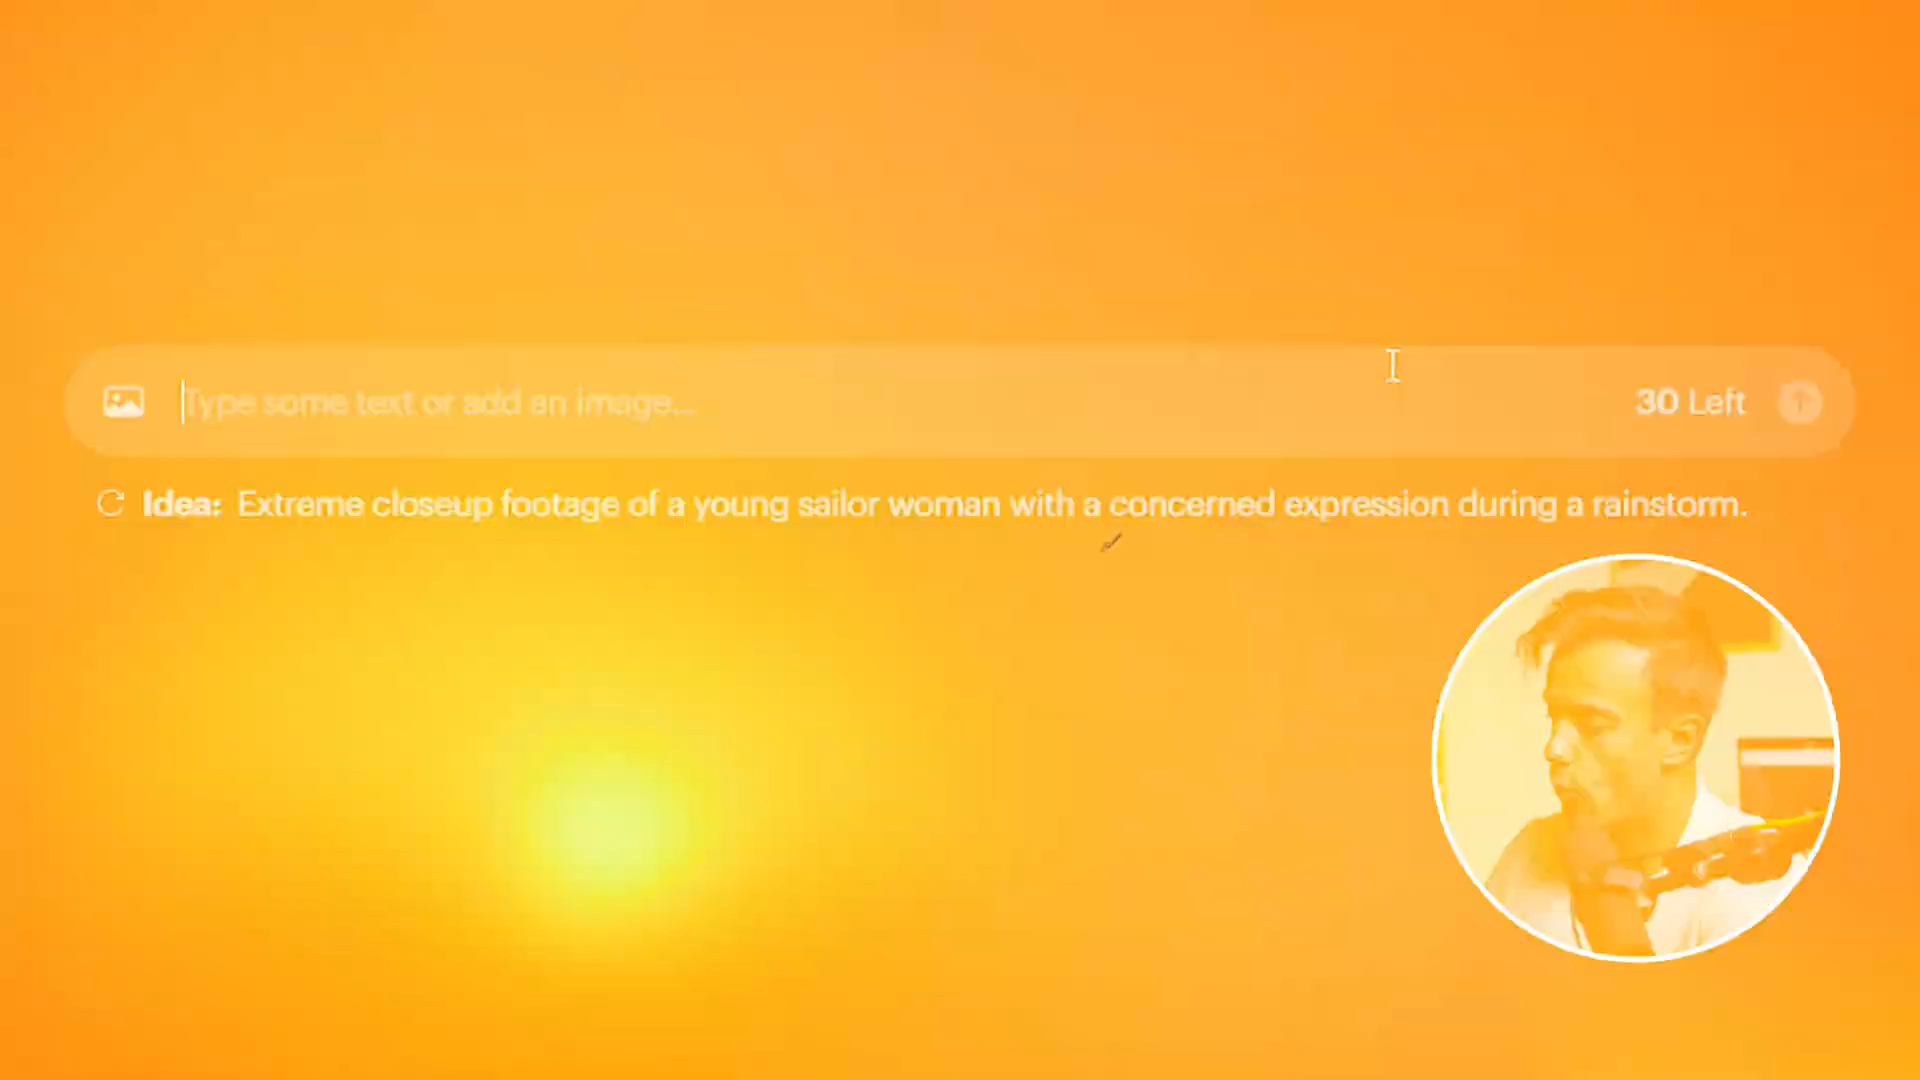 Type some text or add an image...
30 Left
Idea: Extreme closeup footage of a young sailor woman with a concerned expression during a rainstorm.